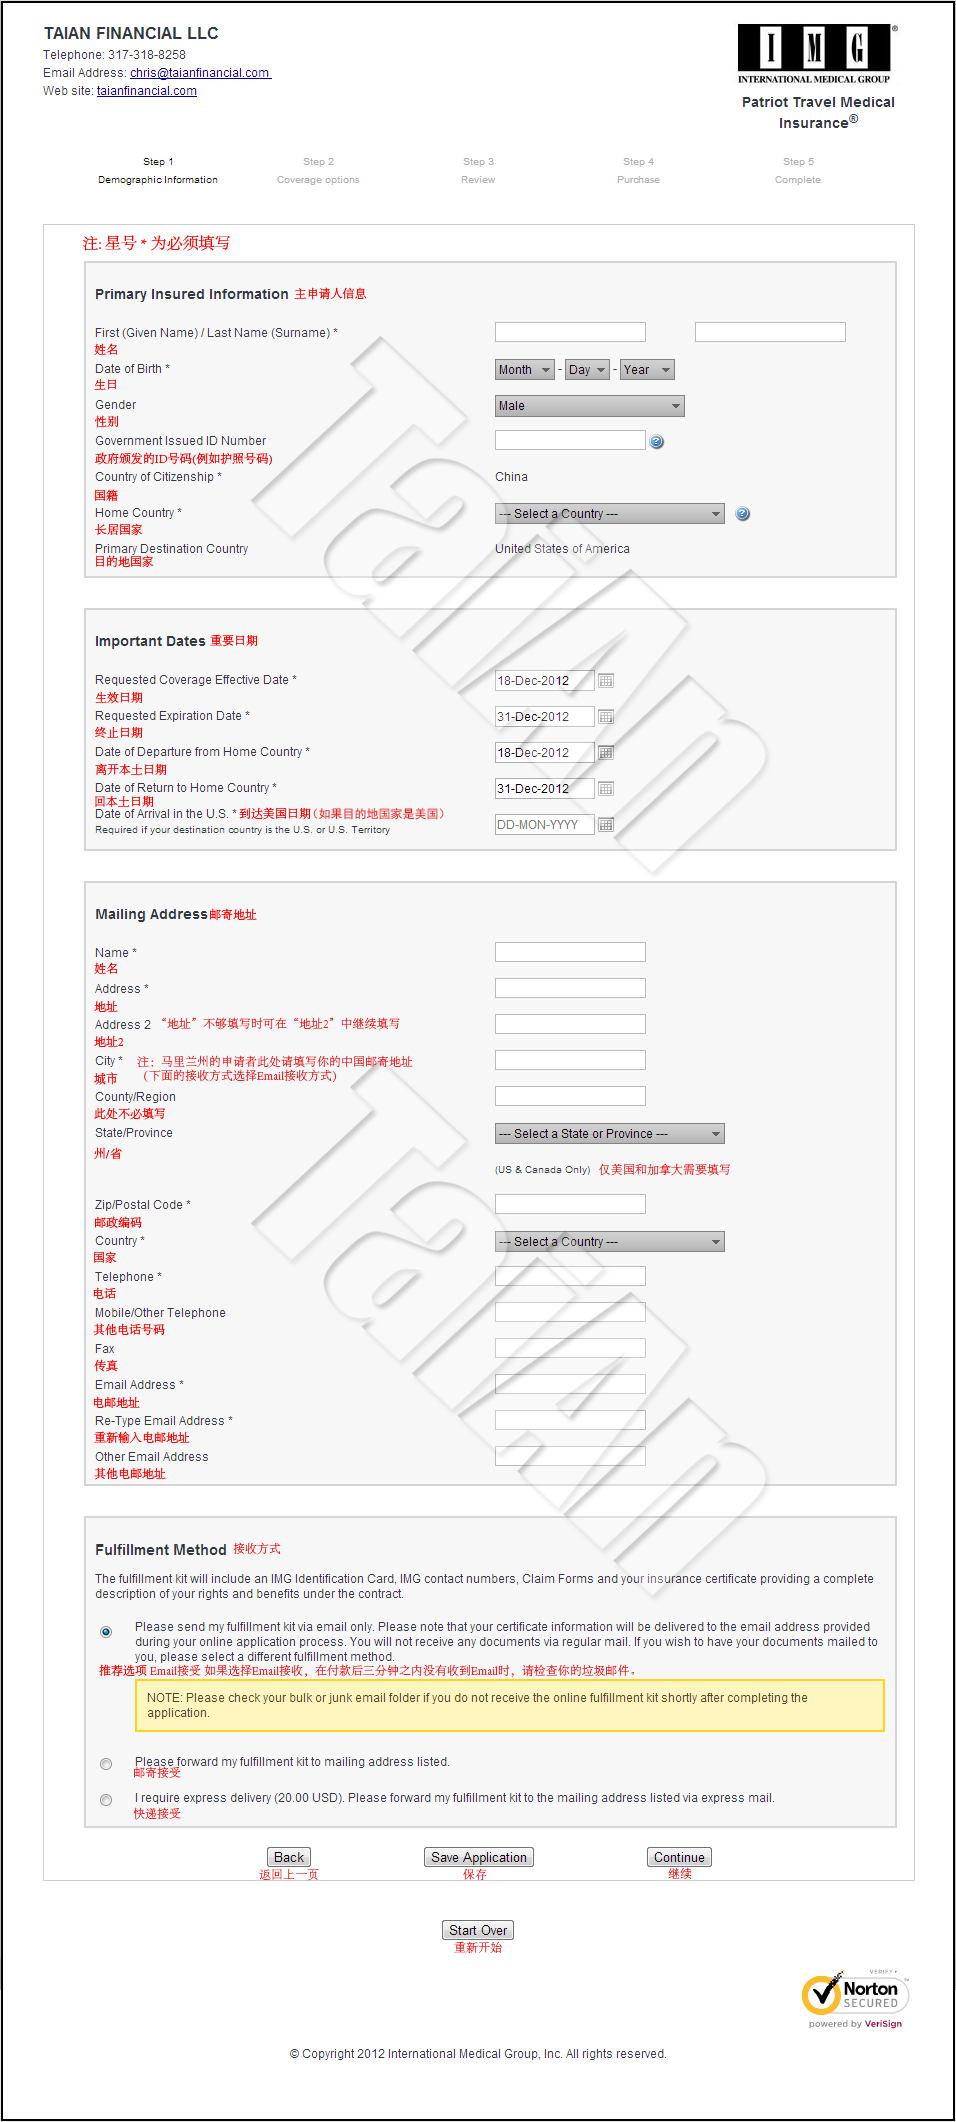 TAIAN FINANCIAL LLC
Telephone: 317-318-8258
Email Address: chris@taianfinancial.com
Web site: taianfinancial.com
IMG®
INTERNATIONAL MEDICAL GROUP
Patriot Travel Medical
Insurance®
Step 1 Step 2 Step 3 Step 4 Step 5
Demographic Information Coverage options Review Purchase Complete
注: 星号 * 为必须填写
Primary Insured Information 主申请人信息
First (Given Name) / Last Name (Surname) *
姓名
Date of Birth * Month - Day - Year
生日
Gender Male
性别
Government Issued ID Number ?
政府颁发的ID号码(例如护照号码)
Country of Citizenship * China
国籍
Home Country * --- Select a Country --- ?
长居国家
Primary Destination Country United States of America
目的地国家
Important Dates 重要日期
Requested Coverage Effective Date * 18-Dec-2012
生效日期
Requested Expiration Date * 31-Dec-2012
终止日期
Date of Departure from Home Country * 18-Dec-2012
离开本土日期
Date of Return to Home Country * 31-Dec-2012
回本土日期
Date of Arrival in the U.S. * 到达美国日期（如果目的地国家是美国）
DD-MON-YYYY
Required if your destination country is the U.S. or U.S. Territory
Mailing Address 邮寄地址
Name *
姓名
Address *
地址
Address 2 “地址”不够填写时可在“地址2”中继续填写
地址2
City * 注：马里兰州的申请者此处请填写你的中国邮寄地址
城市 （下面的接收方式选择Email接收方式）
County/Region
此处不必填写
State/Province --- Select a State or Province ---
州/省
(US & Canada Only) 仅美国和加拿大需要填写
Zip/Postal Code *
邮政编码
Country * --- Select a Country ---
国家
Telephone *
电话
Mobile/Other Telephone
其他电话号码
Fax
传真
Email Address *
电邮地址
Re-Type Email Address *
重新输入电邮地址
Other Email Address
其他电邮地址
TaiAn
TaiAn
Fulfillment Method 接收方式
The fulfillment kit will include an IMG Identification Card, IMG contact numbers, Claim Forms and your insurance certificate providing a complete
description of your rights and benefits under the contract.
Please send my fulfillment kit via email only. Please note that your certificate information will be delivered to the email address provided
during your online application process. You will not receive any documents via regular mail. If you wish to have your documents mailed to
you, please select a different fulfillment method.
推荐选项 Email接受 如果选择Email接收，在付款后三分钟之内没有收到Email时，请检查你的垃圾邮件。
NOTE: Please check your bulk or junk email folder if you do not receive the online fulfillment kit shortly after completing the
application.
Please forward my fulfillment kit to mailing address listed.
邮寄接受
I require express delivery (20.00 USD). Please forward my fulfillment kit to the mailing address listed via express mail.
快递接受
Back Save Application Continue
返回上一页 保存 继续
Start Over
重新开始
VERIFY
Norton
SECURED
powered by VeriSign
© Copyright 2012 International Medical Group, Inc. All rights reserved.